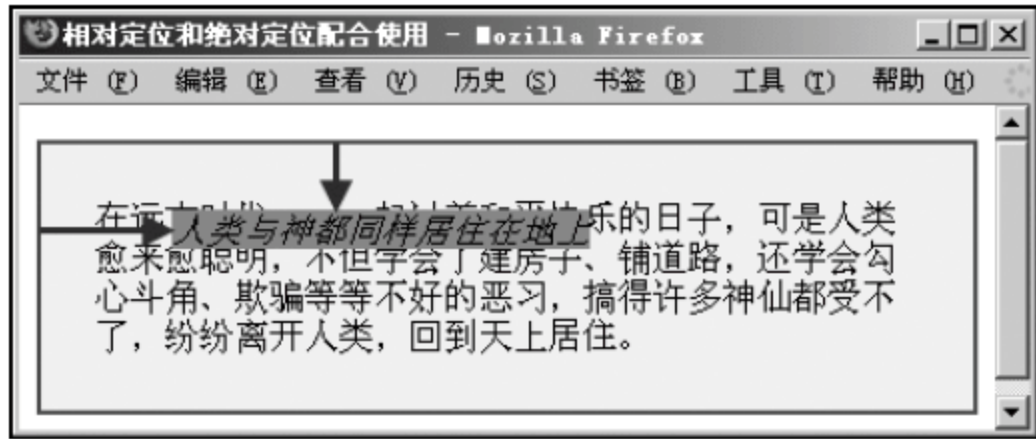 相对定位和绝对定位配合使用 - Mozilla Firefox
文件 (F) 编辑 (E) 查看 (V) 历史 (S) 书签 (B) 工具 (T) 帮助 (H)
在远 乐的日子，可是人类
人类与神都同样居住在地上
愈来愈聪明，不但学会了建房子、铺道路，还学会勾
心斗角、欺骗等等不好的恶习，搞得许多神仙都受不
了，纷纷离开人类，回到天上居住。